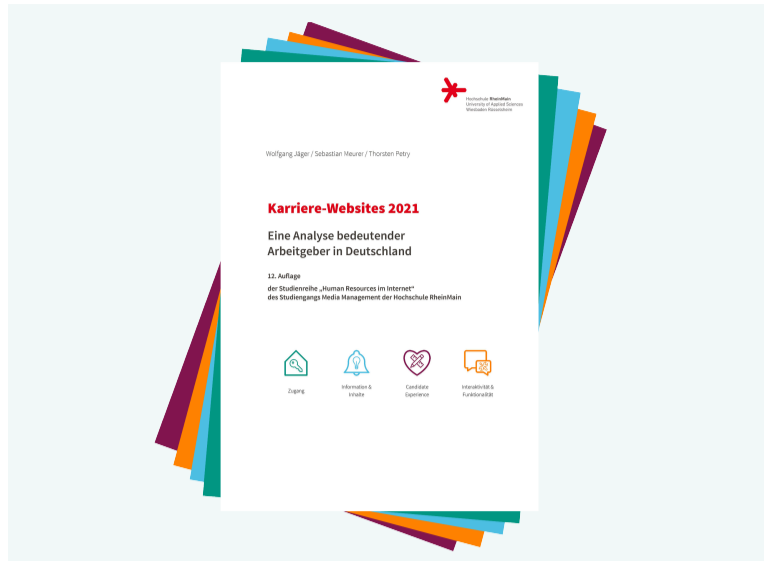 Hochschule RheinMain
University of Applied Sciences
Wiesbaden Rüsselsheim
Wolfgang Jäger / Sebastian Meurer / Thorsten Petry
Karriere-Websites 2021
Eine Analyse bedeutender
Arbeitgeber in Deutschland
12. Auflage
der Studienreihe „Human Resources im Internet“
des Studiengangs Media Management der Hochschule RheinMain
Zugang
Information &
Inhalte
Candidate
Experience
Interaktivität &
Funktionalität